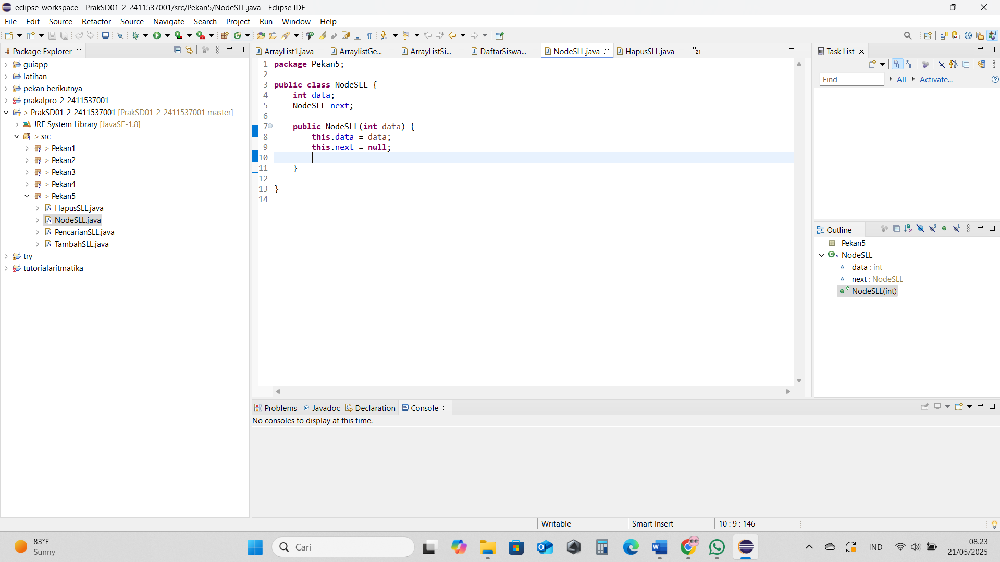 eclipse-workspace - PrakSD01_2_2411537001/src/Pekan5/NodeSLL.java - Eclipse IDE
File Edit Source Refactor Source Navigate Search Project Run Window Help
Package Explorer
guiapp
latihan
pekan berikutnya
prakalpro_2_2411537001
> PrakSD01_2_2411537001 [PrakSD01_2_2411537001 master]
JRE System Library [JavaSE-1.8]
> src
> Pekan1
> Pekan2
> Pekan3
> Pekan4
> Pekan5
HapusSLL.java
NodeSLL.java
PencarianSLL.java
TambahSLL.java
try
tutorialaritmatika
ArrayList1.java ArraylistGe... ArrayListSi... DaftarSiswa... NodeSLL.java HapusSLL.java »21
1 package Pekan5;
2
3 public class NodeSLL {
4 int data;
5 NodeSLL next;
6
7 public NodeSLL(int data) {
8 this.data = data;
9 this.next = null;
10
11 }
12
13 }
14
Task List
Find All Activate...
Outline
Pekan5
NodeSLL
data : int
next : NodeSLL
NodeSLL(int)
Problems Javadoc Declaration Console
No consoles to display at this time.
Writable Smart Insert 10 : 9 : 146
83°F
Sunny
Cari
IND
08.23
21/05/2025